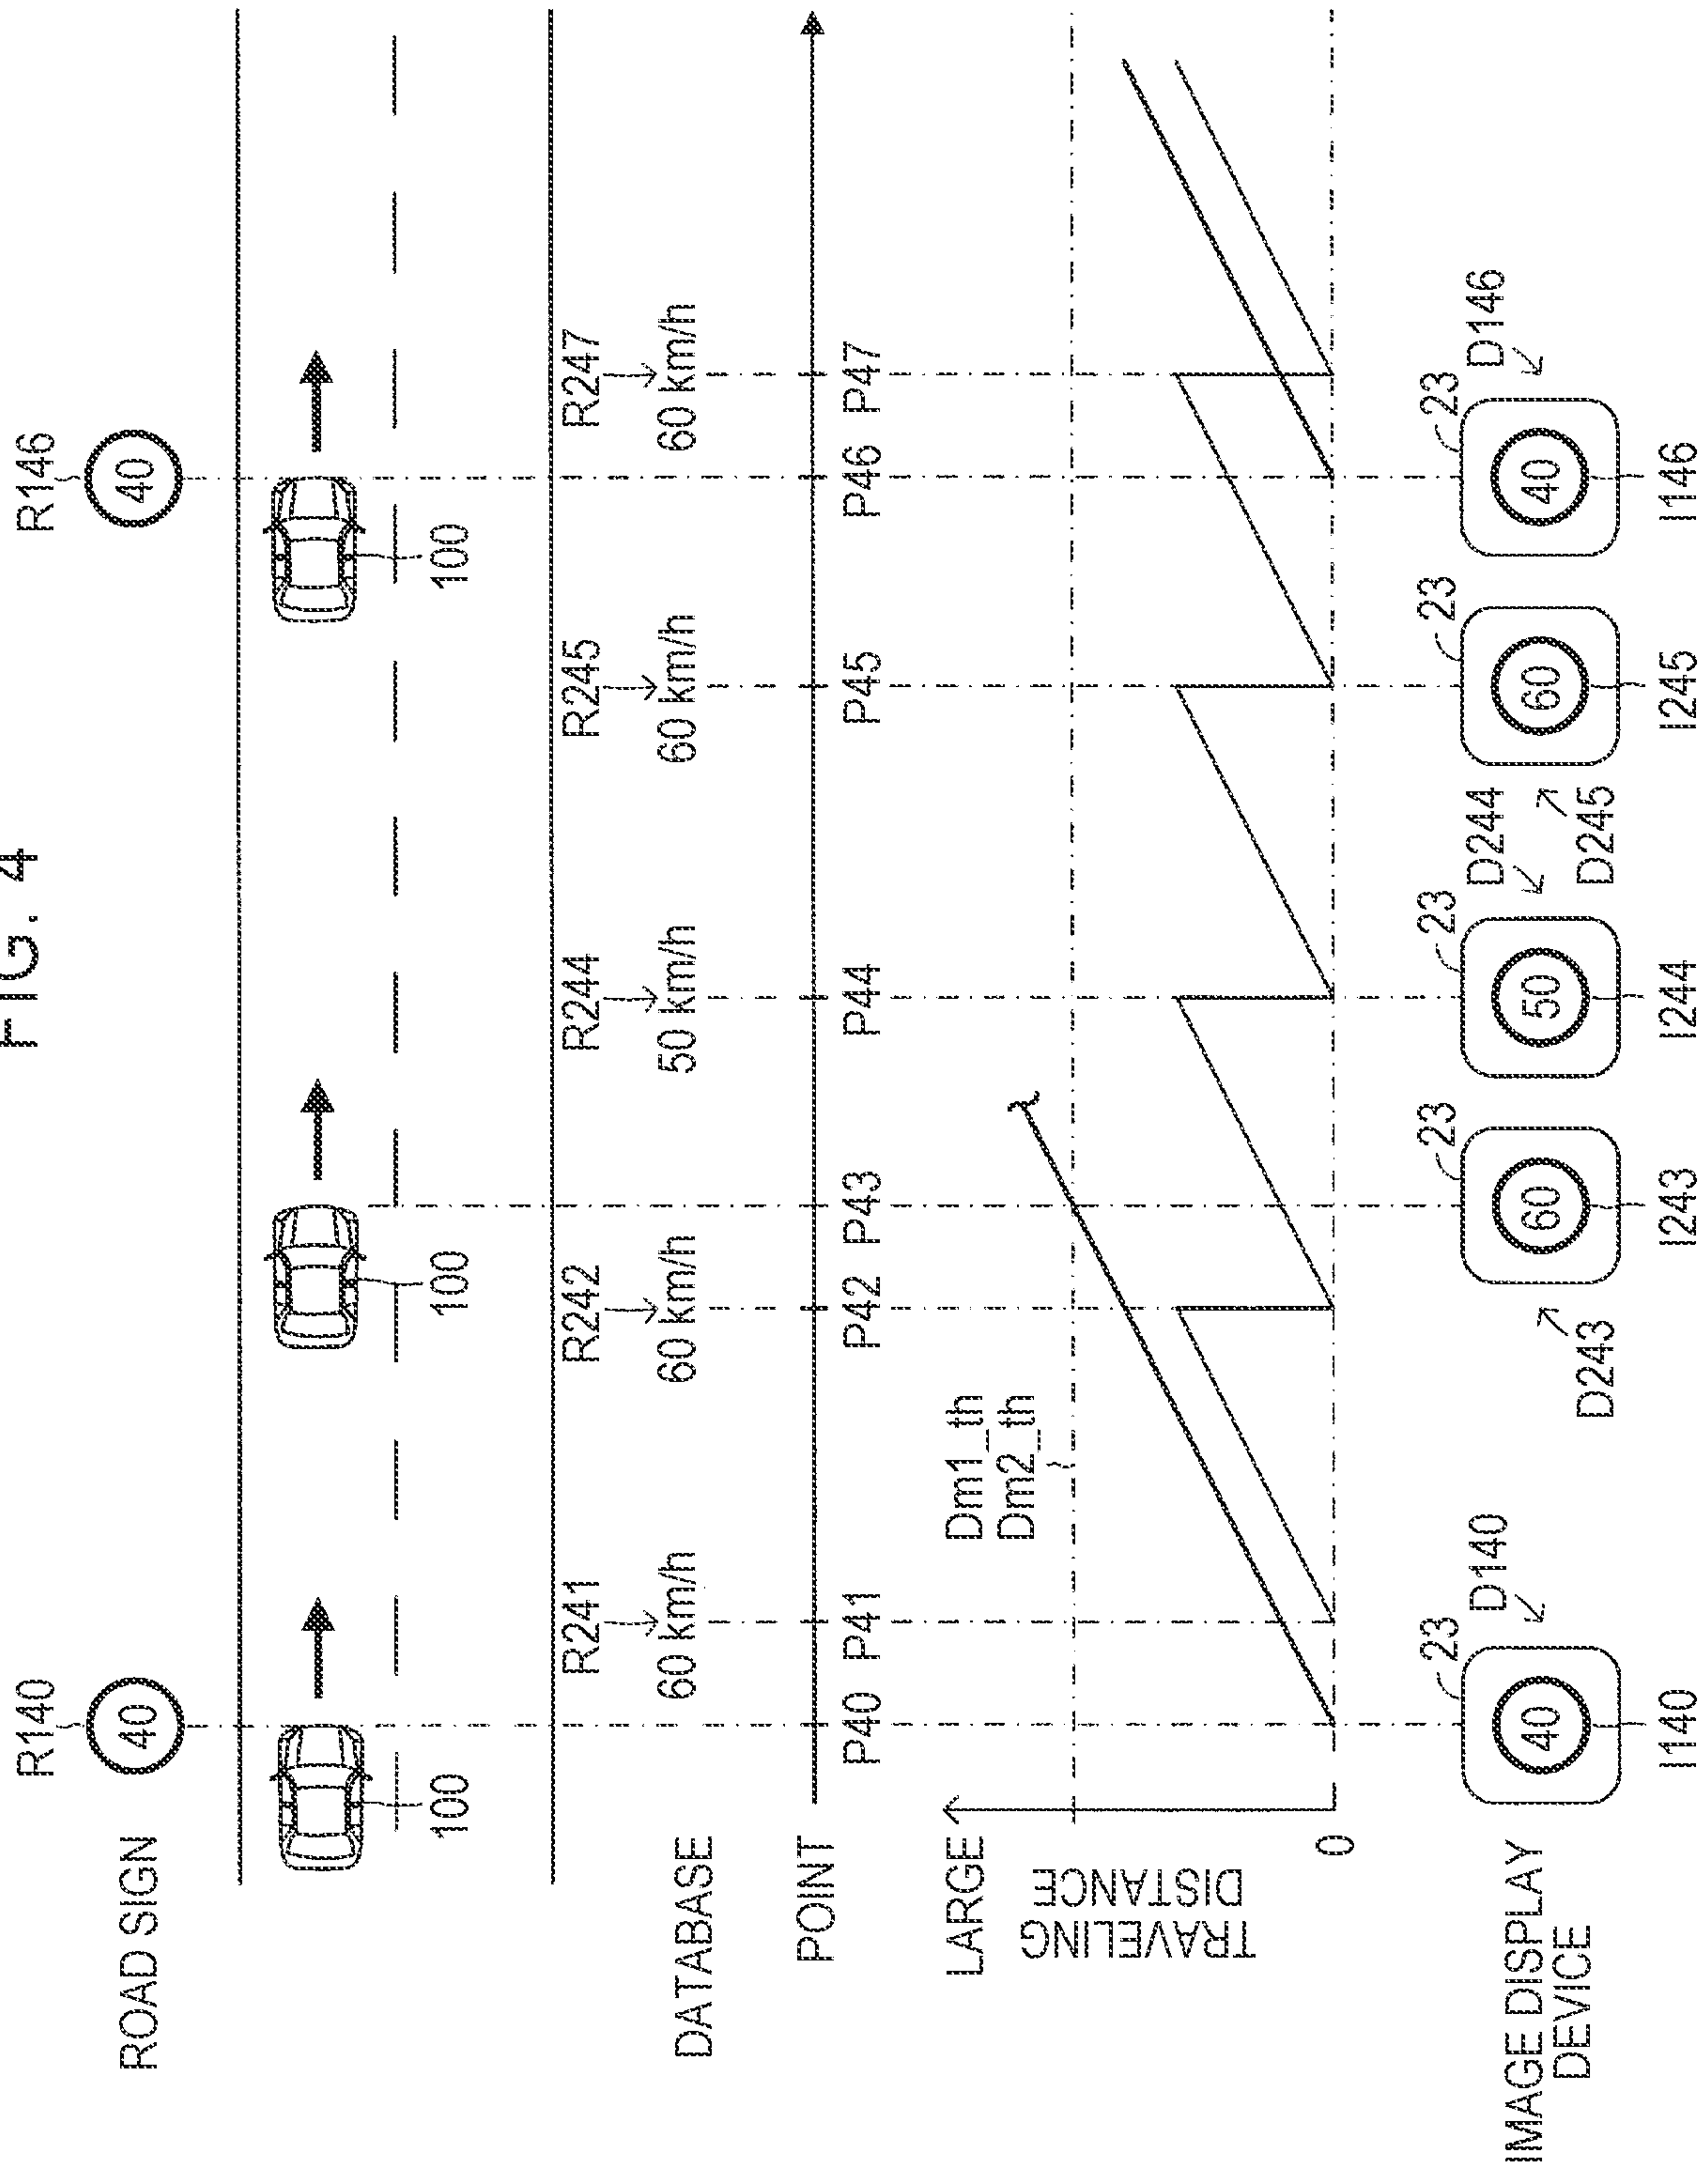 FIG. 4
R140
R146
ROAD SIGN
40
40
100
100
100
R241
R242
R244
R245
R247
DATABASE
60 km/h
60 km/h
50 km/h
60 km/h
60 km/h
POINT
P40
P41
P42
P43
P44
P45
P46
P47
LARGE
TRAVELING
DISTANCE
0
Dm1_th
Dm2_th
IMAGE DISPLAY
DEVICE
23
D140
40
I140
23
D243
60
I243
23
D244
50
I244
23
D245
60
I245
23
D146
40
I146